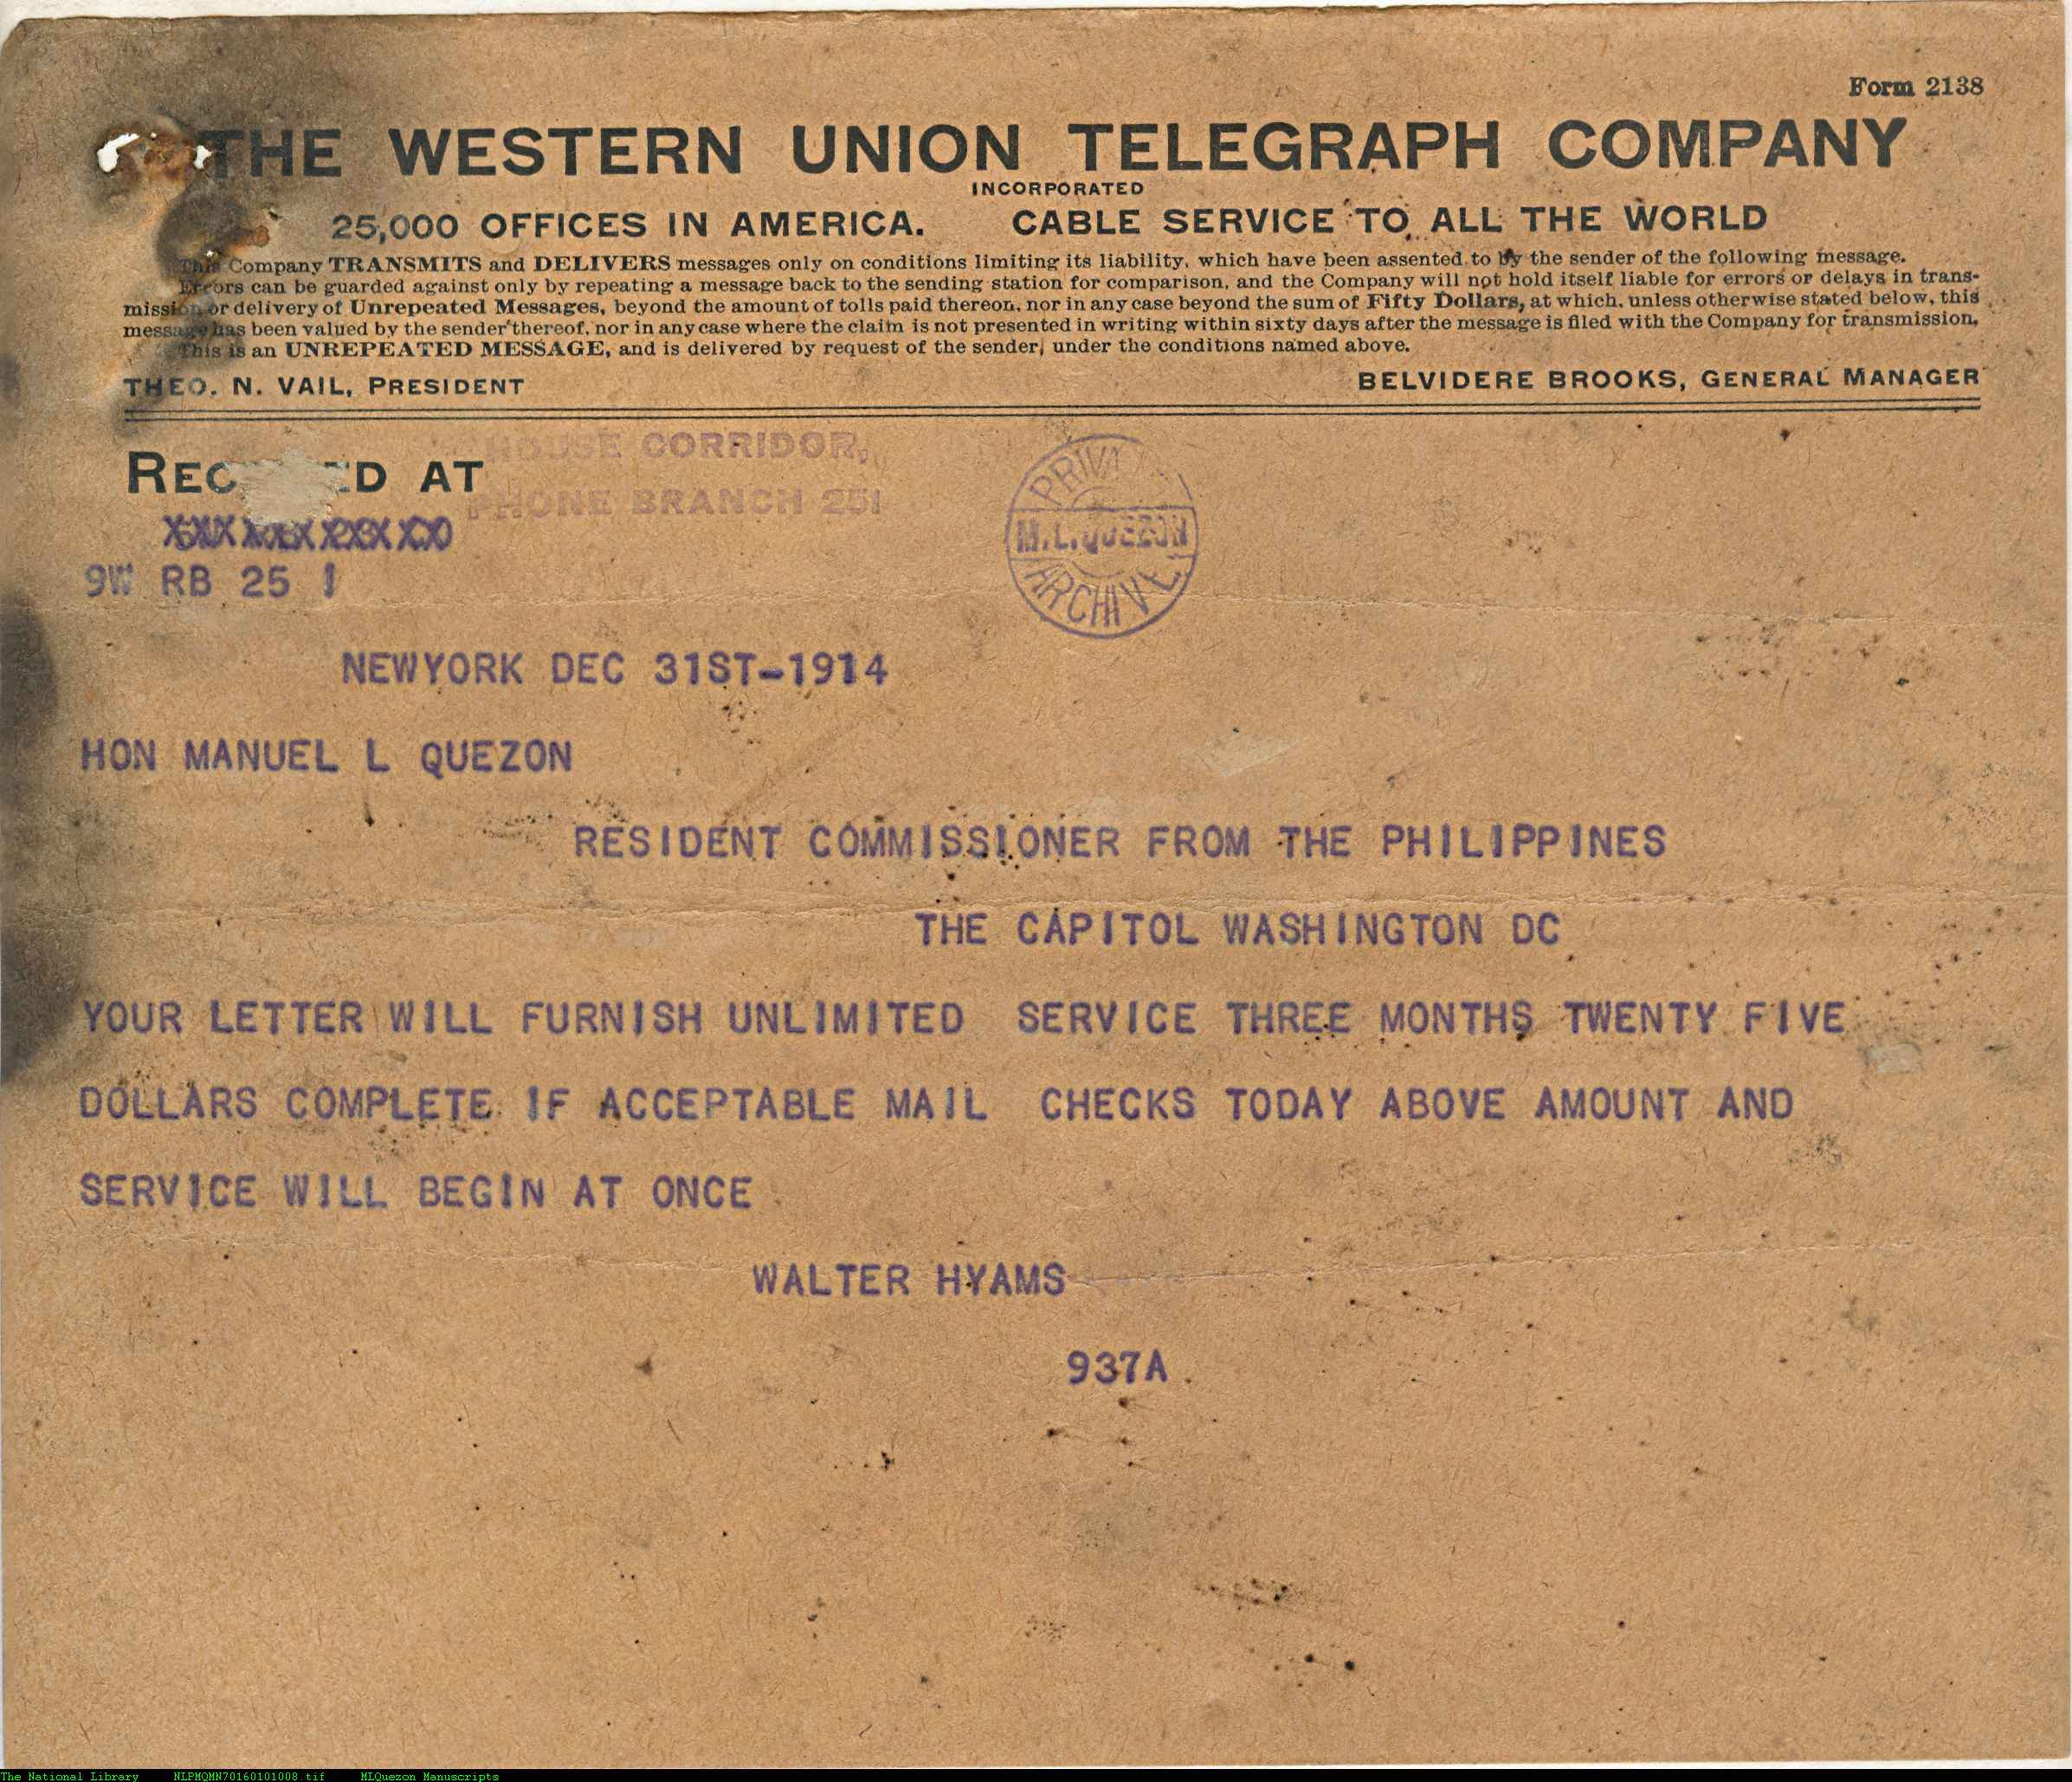 Form 2138
THE WESTERN UNION TELEGRAPH COMPANY
INCORPORATED
25,000 OFFICES IN AMERICA. CABLE SERVICE TO ALL THE WORLD
This Company TRANSMITS and DELIVERS messages only on conditions limiting its liability, which have been assented to by the sender of the following message.
Errors can be guarded against only by repeating a message back to the sending station for comparison, and the Company will not hold itself liable for errors or delays in trans-
mission or delivery of Unrepeated Messages, beyond the amount of tolls paid thereon, nor in any case beyond the sum of Fifty Dollars, at which, unless otherwise stated below, this
message has been valued by the sender thereof, nor in any case where the claim is not presented in writing within sixty days after the message is filed with the Company for transmission.
This is an UNREPEATED MESSAGE, and is delivered by request of the sender, under the conditions named above.
THEO. N. VAIL, PRESIDENT BELVIDERE BROOKS, GENERAL MANAGER
HOUSE CORRIDOR,
RECEIVED AT
PHONE BRANCH 251
M.L.QUEZON
ARCHIVE
9W RB 25 1
NEWYORK DEC 31ST-1914
HON MANUEL L QUEZON
RESIDENT COMMISSIONER FROM THE PHILIPPINES
THE CAPITOL WASHINGTON DC
YOUR LETTER WILL FURNISH UNLIMITED SERVICE THREE MONTHS TWENTY FIVE
DOLLARS COMPLETE IF ACCEPTABLE MAIL CHECKS TODAY ABOVE AMOUNT AND
SERVICE WILL BEGIN AT ONCE
WALTER HYAMS
937A
The National Library NLPMQMN70160101008.tif MLQuezon Manuscripts